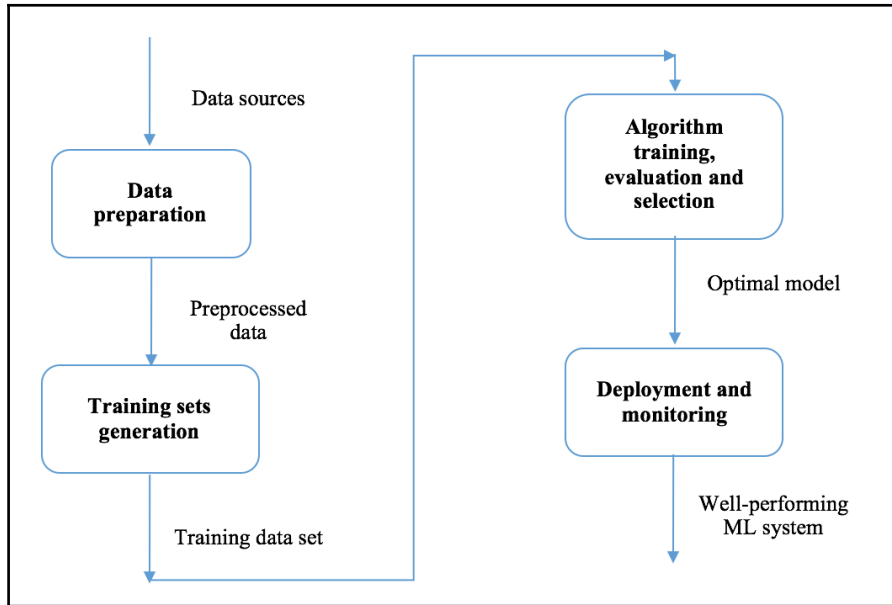 Data sources
Data
preparation
Preprocessed
data
Training sets
generation
Training data set
Algorithm
training,
evaluation and
selection
Optimal model
Deployment and
monitoring
Well-performing
ML system